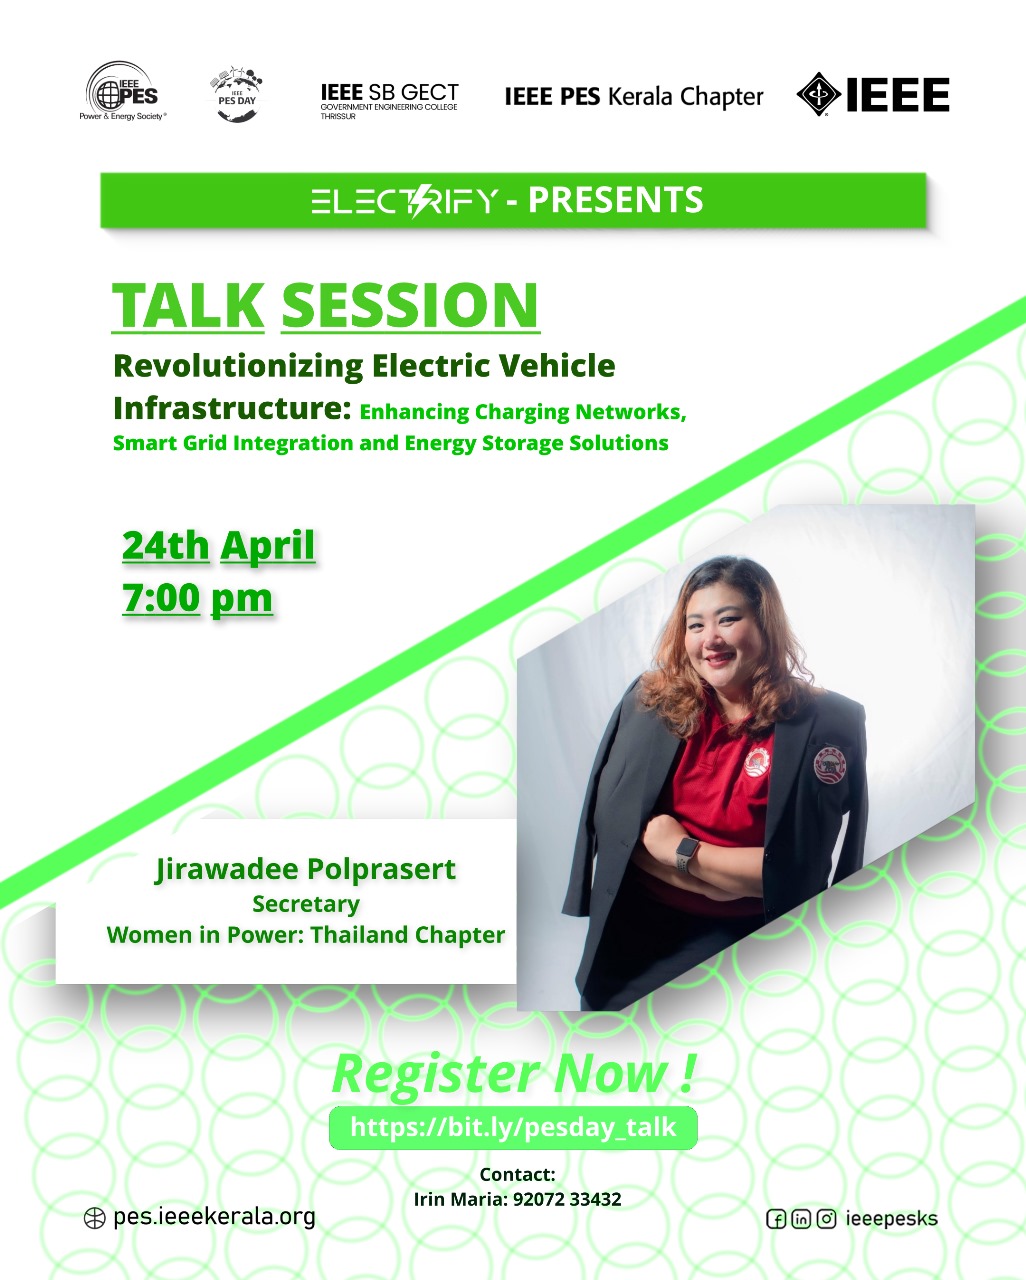 IEEE
PES
Power & Energy Society®
IEEE
PES DAY
IEEE SB GECT
GOVERNMENT ENGINEERING COLLEGE
THRISSUR
IEEE PES Kerala Chapter
IEEE
ELECTRIFY - PRESENTS
TALK SESSION
Revolutionizing Electric Vehicle
Infrastructure: Enhancing Charging Networks,
Smart Grid Integration and Energy Storage Solutions
24th April
7:00 pm
Jirawadee Polprasert
Secretary
Women in Power: Thailand Chapter
Register Now !
https://bit.ly/pesday_talk
Contact:
Irin Maria: 92072 33432
pes.ieeekerala.org
ieeepesks